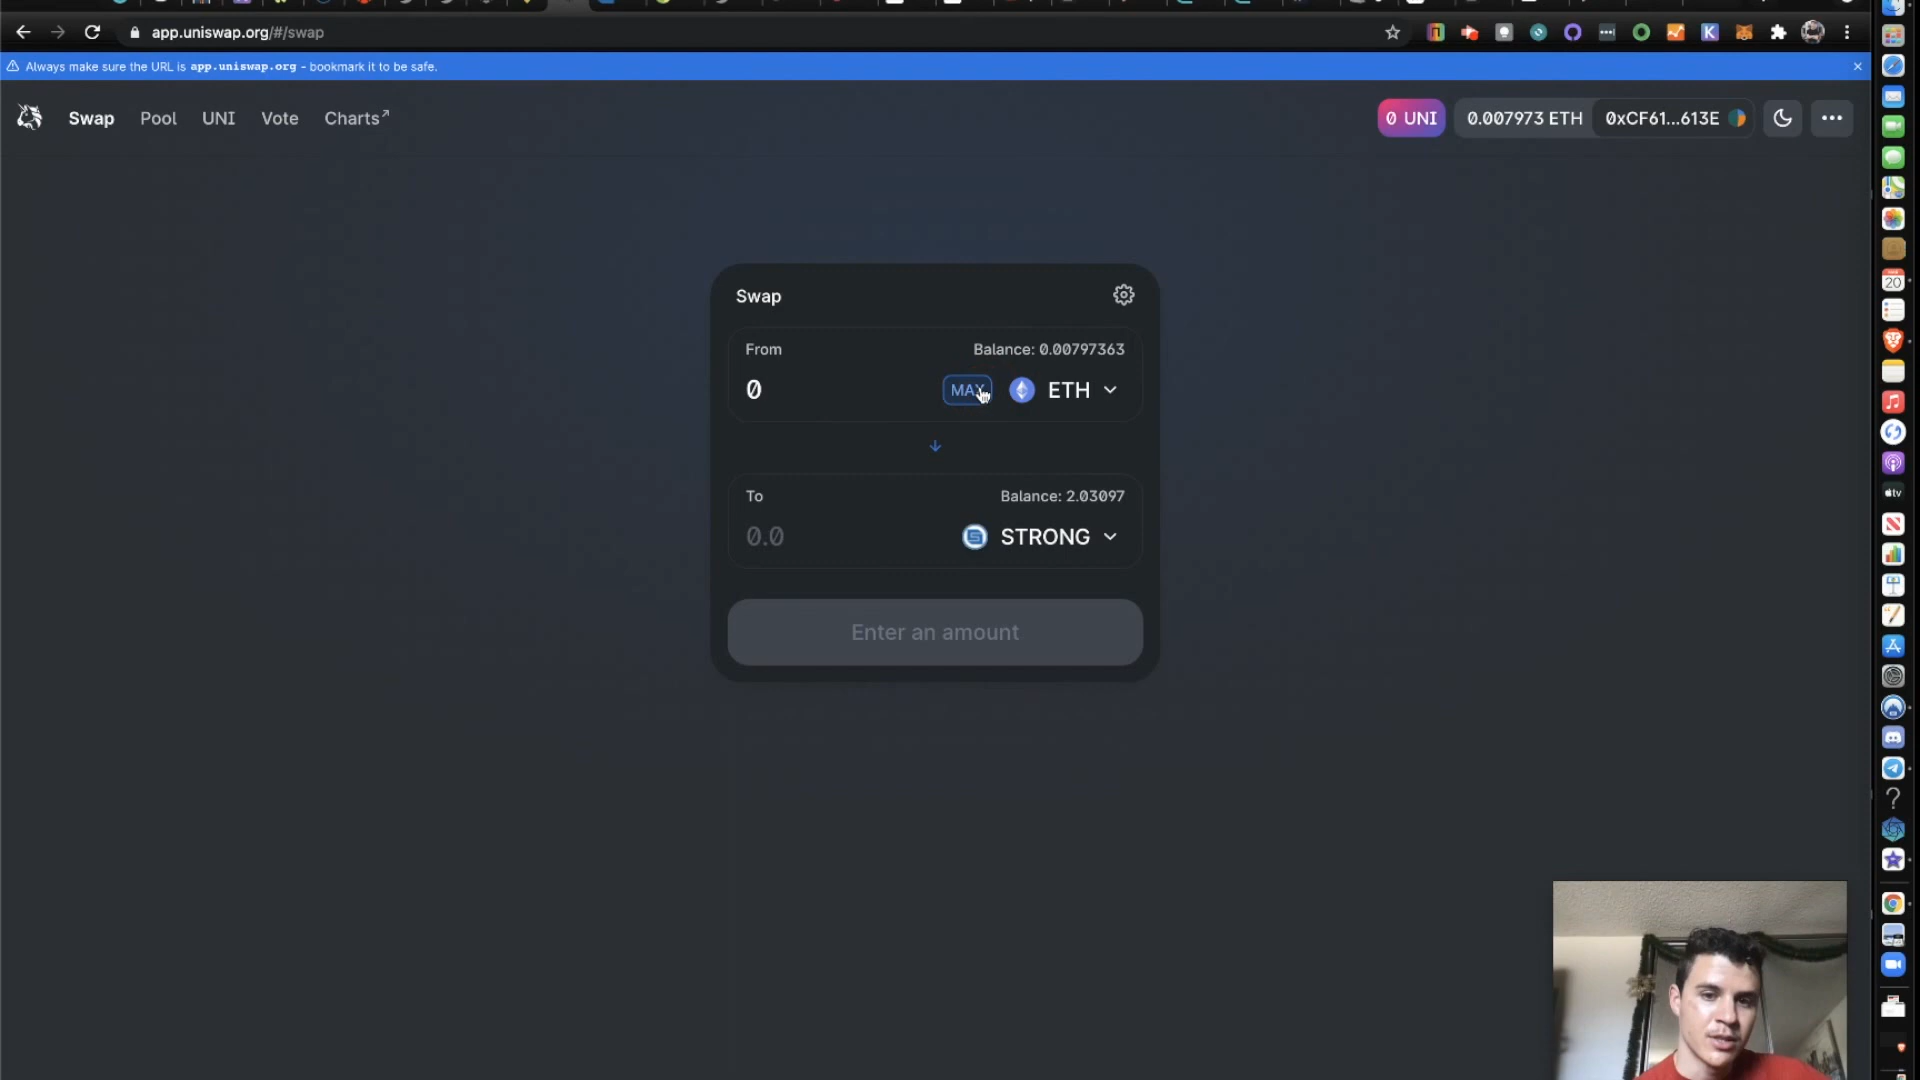 app.uniswap.org/#/swap
Always make sure the URL is app.uniswap.org - bookmark it to be safe.
Swap Pool UNI Vote Charts↗ 0 UNI 0.007973 ETH 0xCF61...613E
Swap
From Balance: 0.00797363
0 MAX ETH
To Balance: 2.03097
0.0 STRONG
Enter an amount
20
tv
K